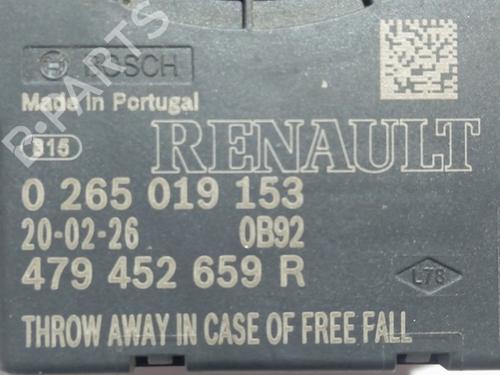 BOSCH
Made in Portugal
315
RENAULT
0 265 019 153
20-02-26 0B92
479 452 659 R
L78
THROW AWAY IN CASE OF FREE FALL
B-PARTS